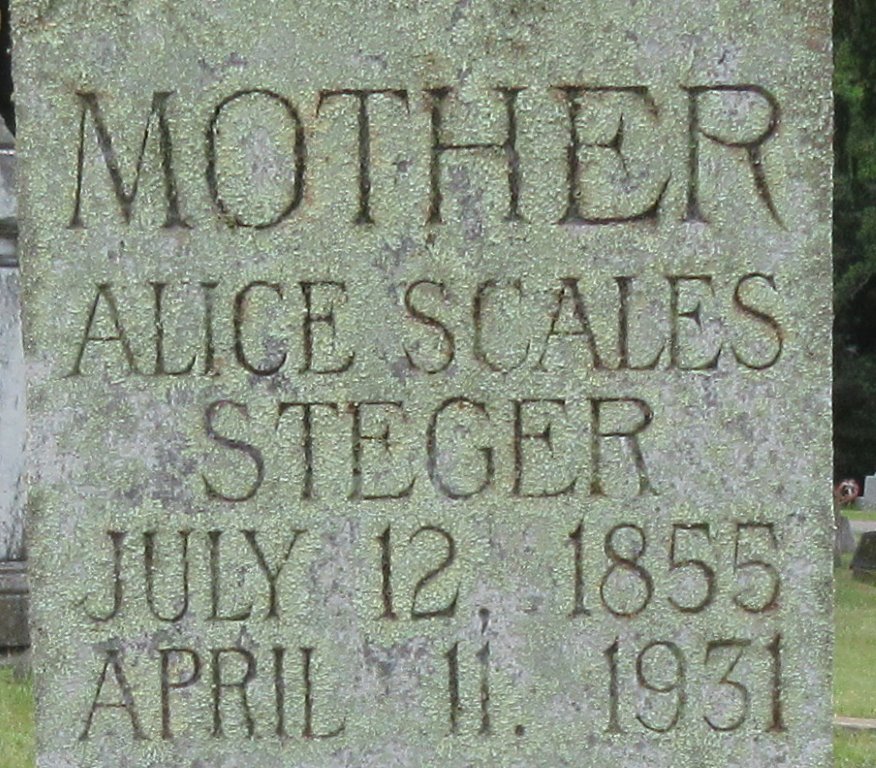 MOTHER
ALICE SCALES
STEGER
JULY 12, 1855
APRIL 11, 1931